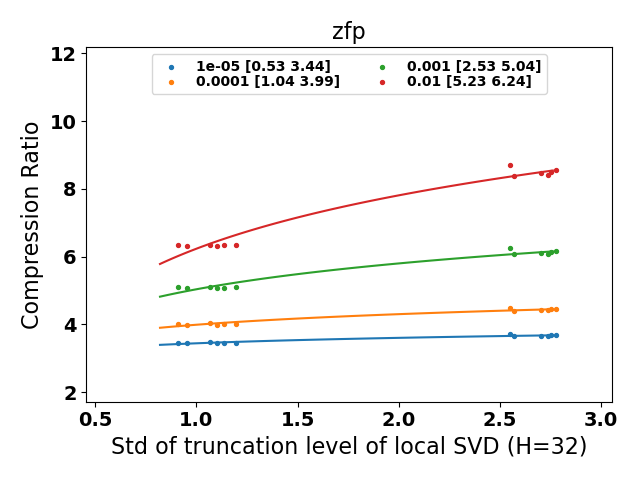 zfp
1e-05 [0.53 3.44]
0.0001 [1.04 3.99]
0.001 [2.53 5.04]
0.01 [5.23 6.24]
Compression Ratio
12
10
8
6
4
2
0.5 1.0 1.5 2.0 2.5 3.0
Std of truncation level of local SVD (H=32)